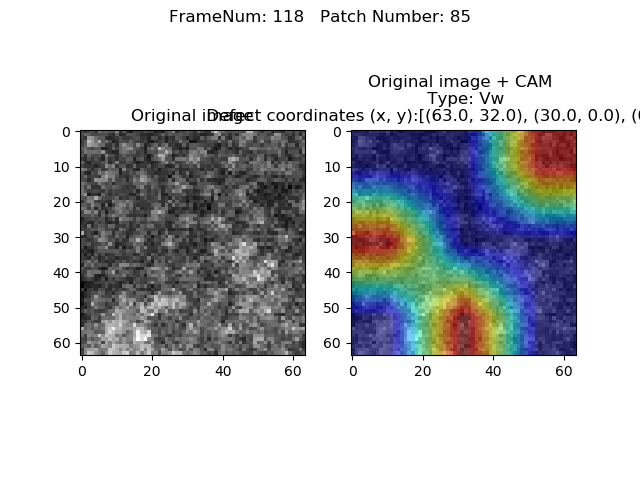 FrameNum: 118   Patch Number: 85
Original image + CAM
Type: Vw
Original image
Defect coordinates (x, y):[(63.0, 32.0), (30.0, 0.0), (
0
10
20
30
40
50
60
0 20 40 60
0
10
20
30
40
50
60
0 20 40 60